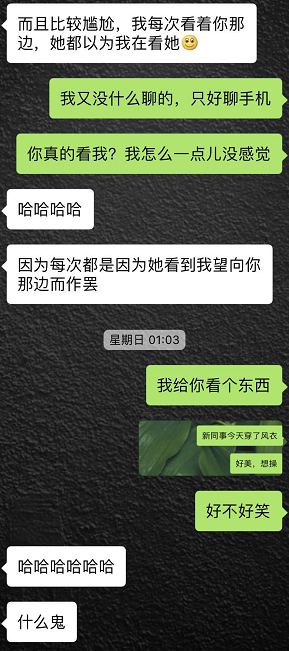 而且比较尴尬，我每次看着你那
边，她都以为我在看她
我又没什么聊的，只好聊手机
你真的看我？我怎么一点儿没感觉
哈哈哈哈
因为每次都是因为她看到我望向你
那边而作罢
星期日 01:03
我给你看个东西
新同事今天穿了风衣
好美，想操
好不好笑
哈哈哈哈哈哈
什么鬼